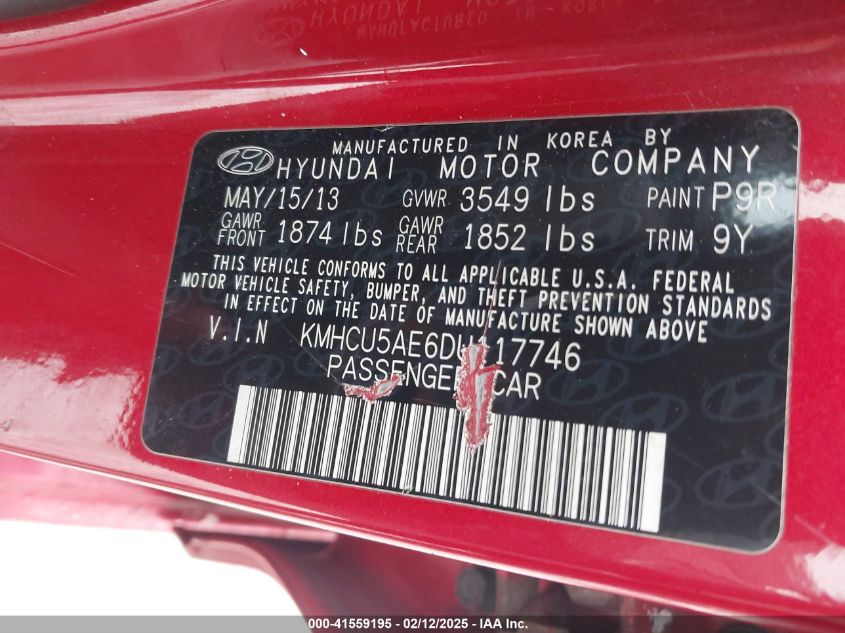 MANUFACTURED IN KOREA BY
HYUNDAI MOTOR COMPANY
MAY/15/13 GVWR 3549 lbs PAINT P9R
GAWR FRONT 1874 lbs GAWR REAR 1852 lbs TRIM 9Y
THIS VEHICLE CONFORMS TO ALL APPLICABLE U.S.A. FEDERAL
MOTOR VEHICLE SAFETY, BUMPER, AND THEFT PREVENTION STANDARDS
IN EFFECT ON THE DATE OF MANUFACTURE SHOWN ABOVE
V.I.N KMHCU5AE6DU117746
PASSENGER CAR
000-41559195 - 02/12/2025 - IAA Inc.